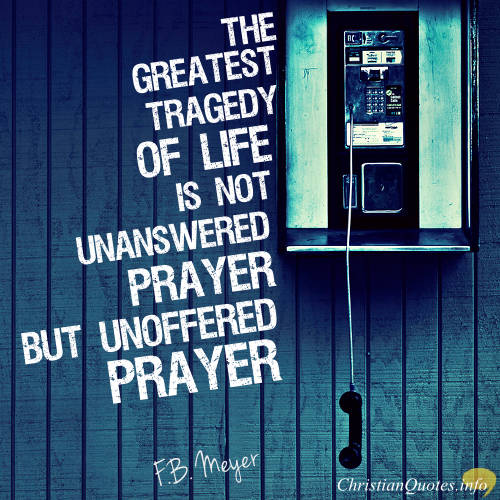 THE
GREATEST
TRAGEDY
OF LIFE
IS NOT
UNANSWERED
PRAYER
BUT UNOFFERED
PRAYER
F.B. Meyer
ChristianQuotes.info